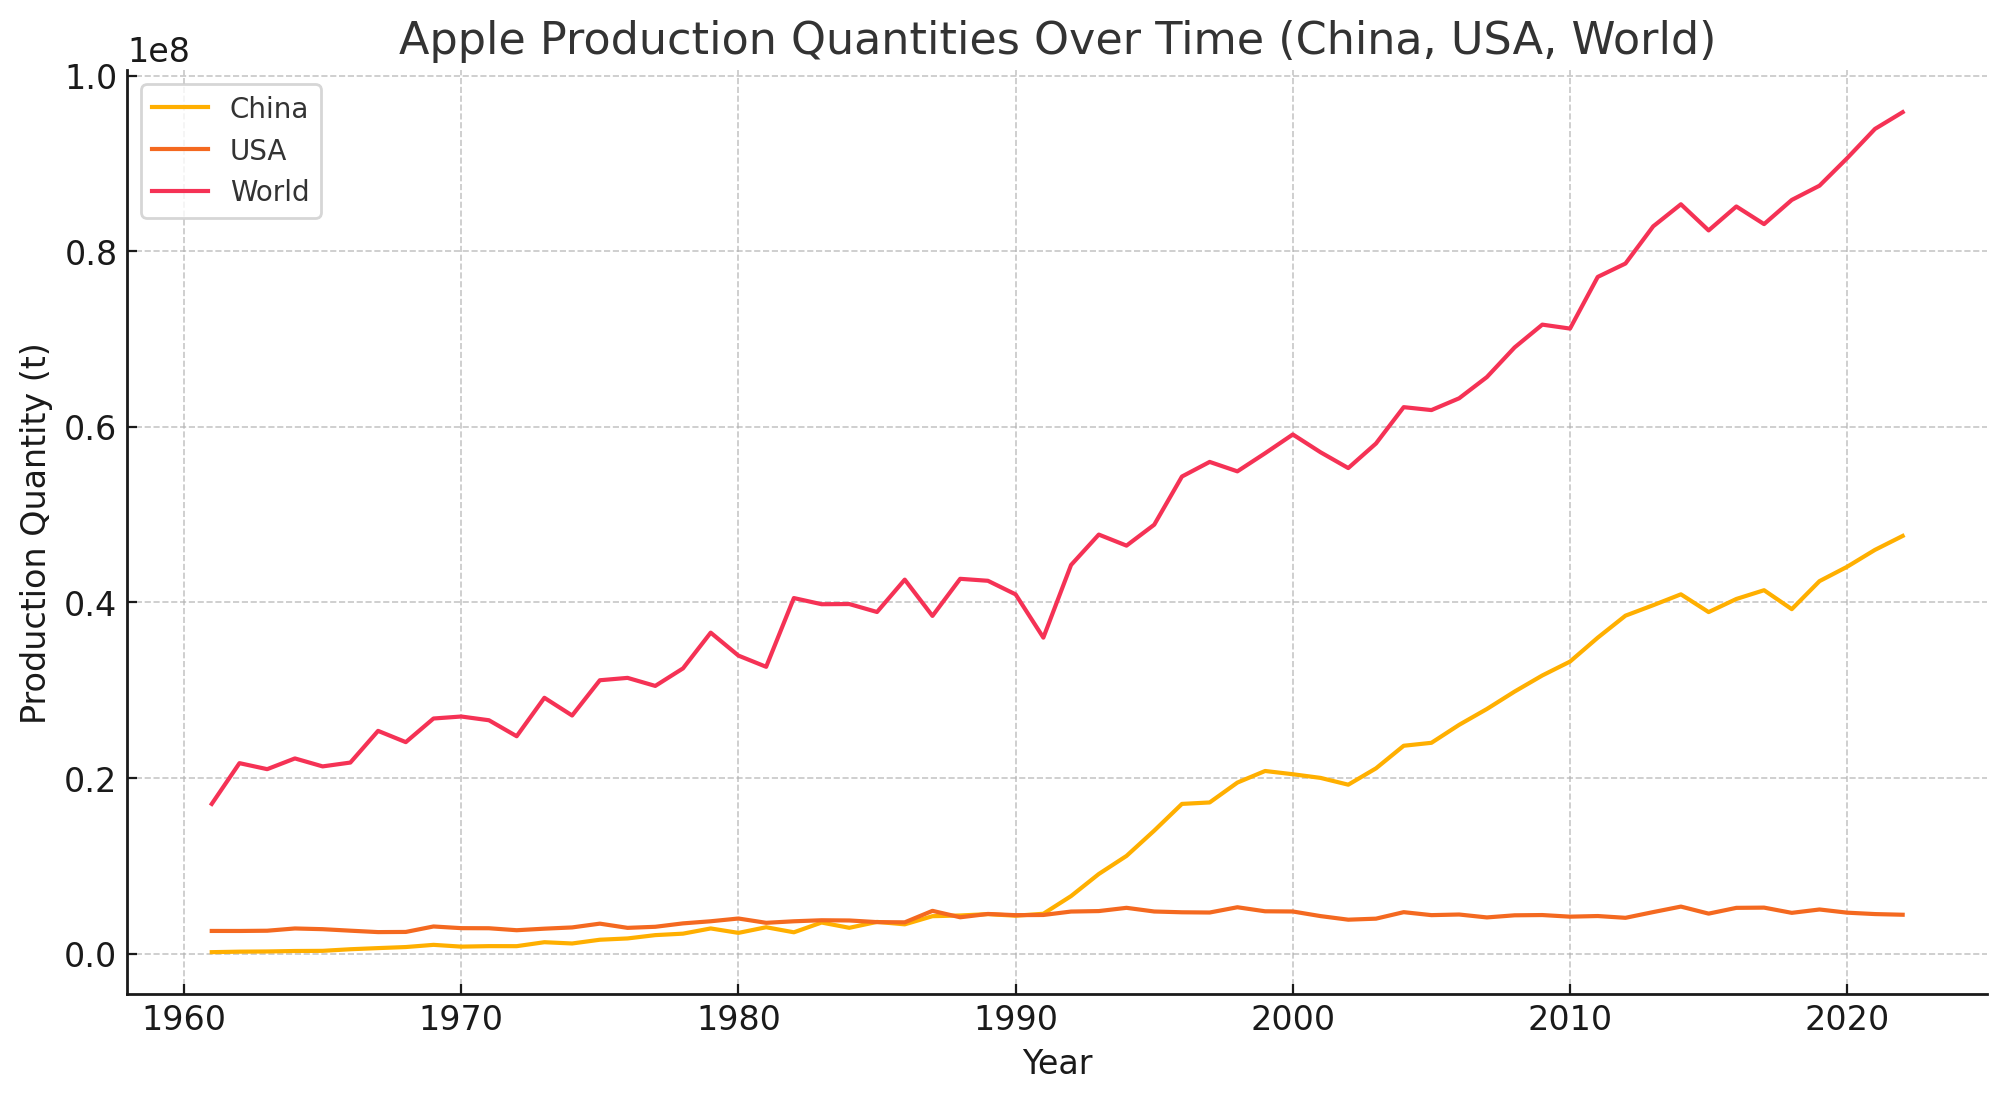 Apple Production Quantities Over Time (China, USA, World)
1e8
1.0
0.8
0.6
0.4
0.2
0.0
Production Quantity (t)
China
USA
World
1960 1970 1980 1990 2000 2010 2020
Year